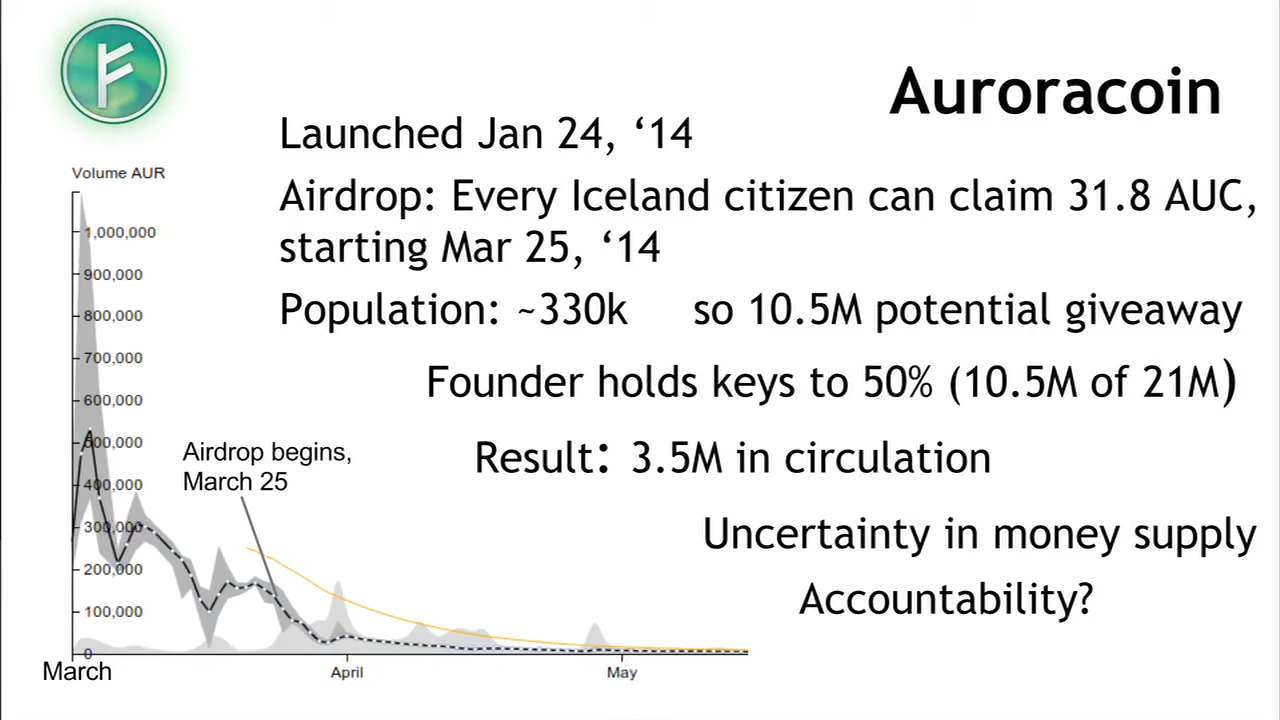 Auroracoin
Launched Jan 24, ‘14
Airdrop: Every Iceland citizen can claim 31.8 AUC,
starting Mar 25, ‘14
Population: ~330k so 10.5M potential giveaway
Founder holds keys to 50% (10.5M of 21M)
Result: 3.5M in circulation
Uncertainty in money supply
Accountability?
Volume AUR
1,000,000
900,000
800,000
700,000
600,000
500,000
400,000
300,000
200,000
100,000
0
Airdrop begins,
March 25
March April May